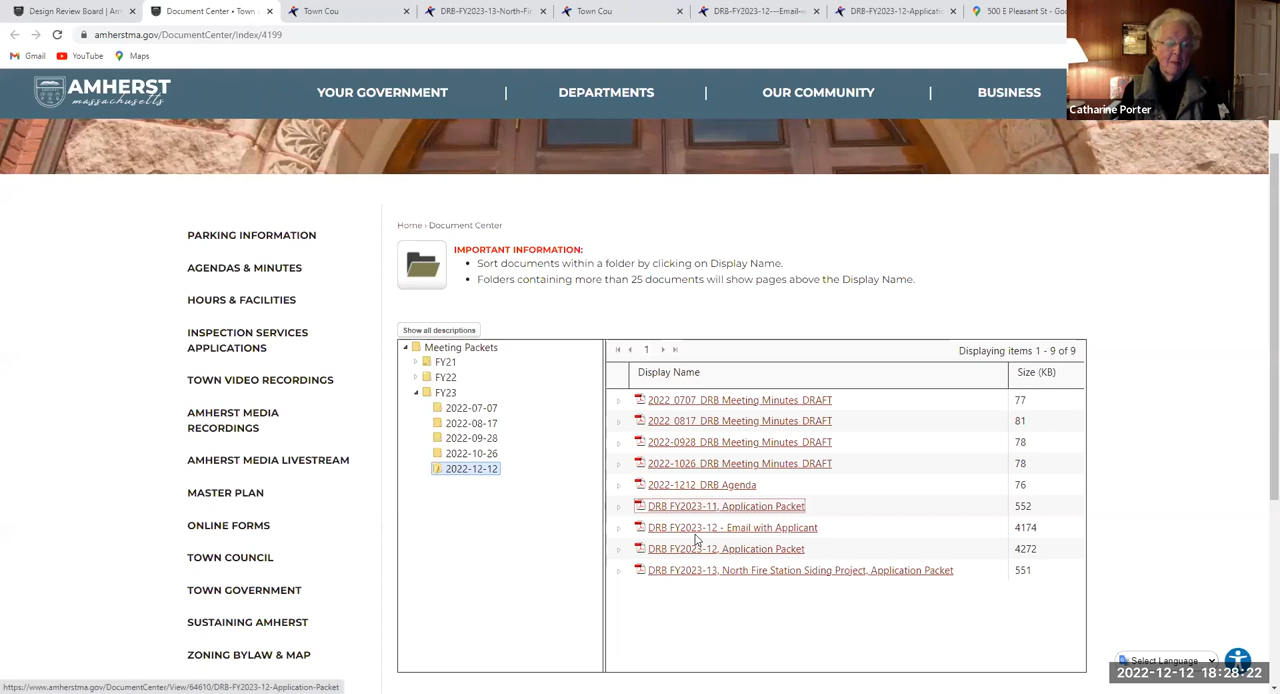 Design Review Board | Amh
Document Center • Town
Town Cou
DRB-FY2023-13-North-Fir
Town Cou
DRB-FY2023-12---Email-w
DRB-FY2023-12-Applicatio
500 E Pleasant St - Goo
amherstma.gov/DocumentCenter/Index/4199
Gmail
YouTube
Maps
Catharine Porter
AMHERST
massachusetts
YOUR GOVERNMENT | DEPARTMENTS | OUR COMMUNITY | BUSINESS
PARKING INFORMATION
AGENDAS & MINUTES
HOURS & FACILITIES
INSPECTION SERVICES
APPLICATIONS
TOWN VIDEO RECORDINGS
AMHERST MEDIA
RECORDINGS
AMHERST MEDIA LIVESTREAM
MASTER PLAN
ONLINE FORMS
TOWN COUNCIL
TOWN GOVERNMENT
SUSTAINING AMHERST
ZONING BYLAW & MAP
Home › Document Center
IMPORTANT INFORMATION:
• Sort documents within a folder by clicking on Display Name.
• Folders containing more than 25 documents will show pages above the Display Name.
Show all descriptions
Meeting Packets
FY21
FY22
FY23
2022-07-07
2022-08-17
2022-09-28
2022-10-26
2022-12-12
1
Displaying items 1 - 9 of 9
Display Name Size (KB)
2022_0707_DRB Meeting Minutes_DRAFT 77
2022_0817_DRB Meeting Minutes_DRAFT 81
2022-0928_DRB Meeting Minutes_DRAFT 78
2022-1026_DRB Meeting Minutes_DRAFT 78
2022-1212_DRB Agenda 76
DRB FY2023-11, Application Packet 552
DRB FY2023-12 - Email with Applicant 4174
DRB FY2023-12, Application Packet 4272
DRB FY2023-13, North Fire Station Siding Project, Application Packet 551
Select Language
2022-12-12 18:28:22
https://www.amherstma.gov/DocumentCenter/View/64610/DRB-FY2023-12-Application-Packet